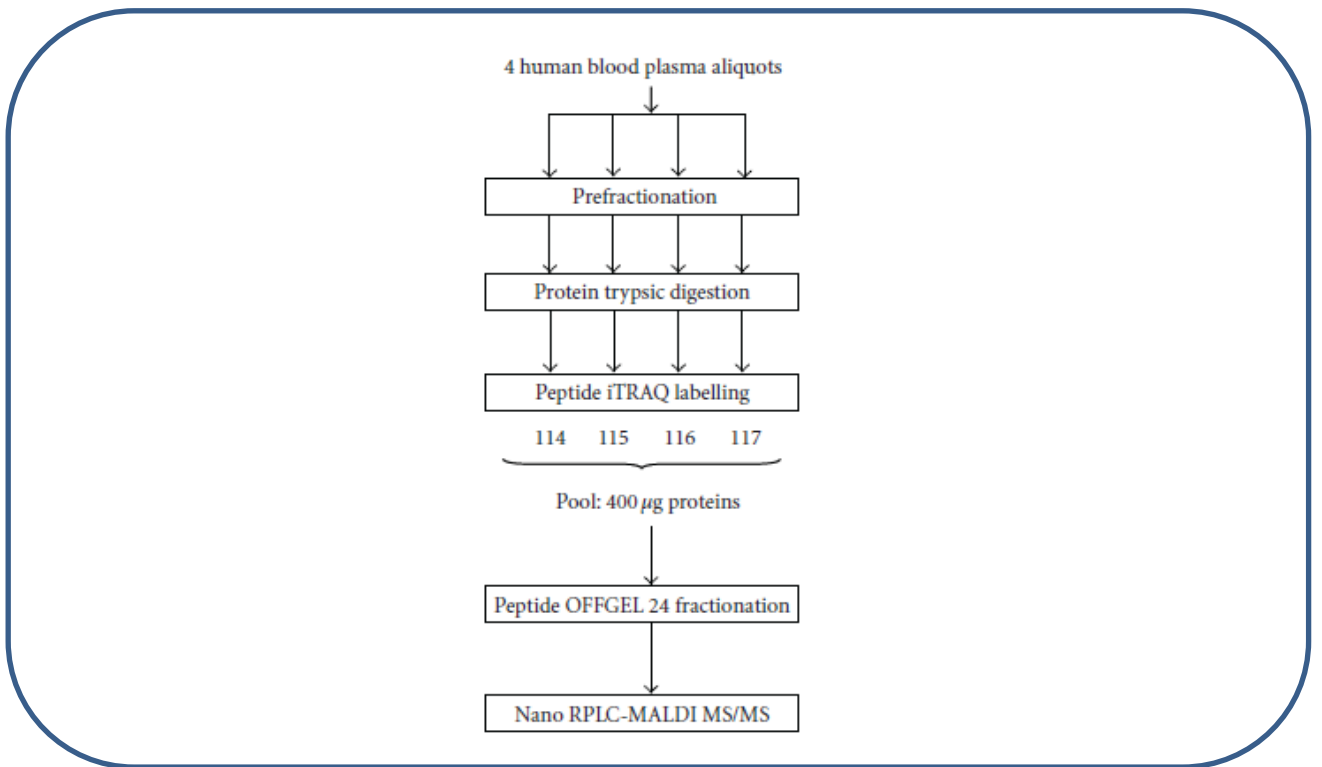 4 human blood plasma aliquots
Prefractionation
Protein trypsic digestion
Peptide iTRAQ labelling
114 115 116 117
Pool: 400 μg proteins
Peptide OFFGEL 24 fractionation
Nano RPLC-MALDI MS/MS